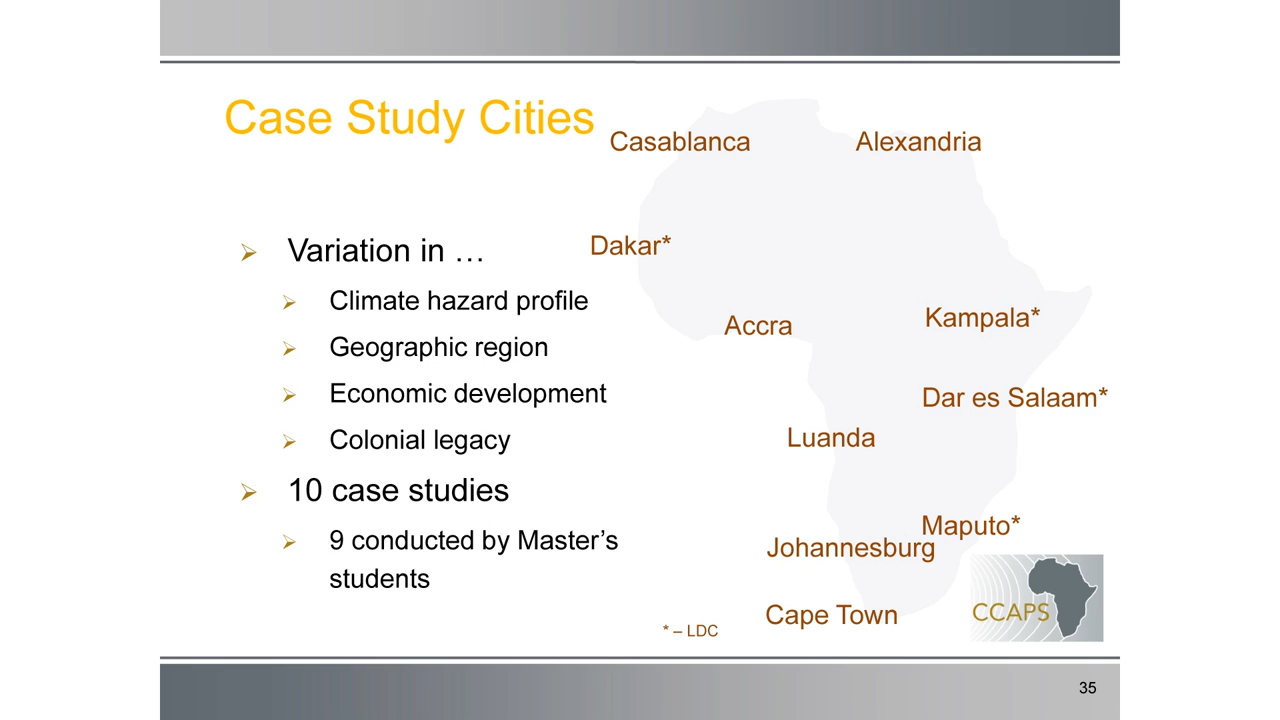 Case Study Cities
Casablanca
Alexandria
Variation in …
Dakar*
Climate hazard profile
Accra
Kampala*
Geographic region
Economic development
Dar es Salaam*
Colonial legacy
Luanda
10 case studies
9 conducted by Master’s
students
Maputo*
Johannesburg
Cape Town
* – LDC
CCAPS
35